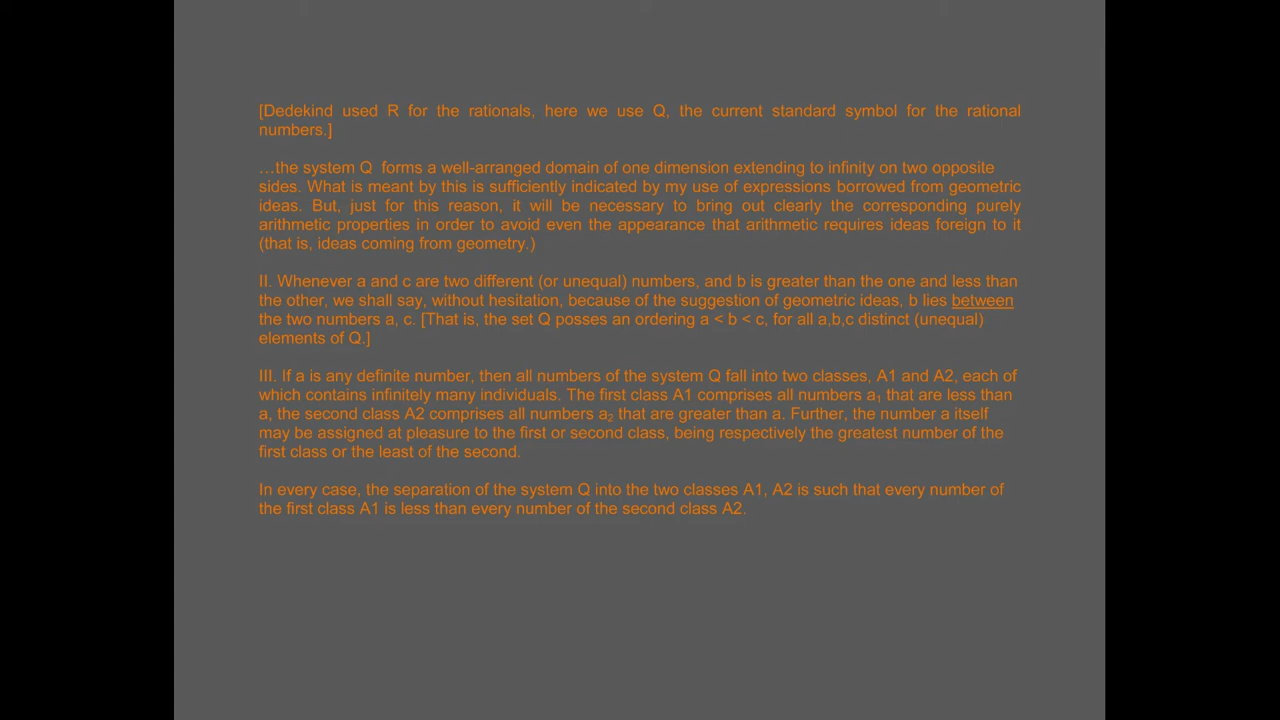 [Dedekind used R for the rationals, here we use Q, the current standard symbol for the rational
numbers.]
…the system Q  forms a well-arranged domain of one dimension extending to infinity on two opposite
sides. What is meant by this is sufficiently indicated by my use of expressions borrowed from geometric
ideas. But, just for this reason, it will be necessary to bring out clearly the corresponding purely
arithmetic properties in order to avoid even the appearance that arithmetic requires ideas foreign to it
(that is, ideas coming from geometry.)
II. Whenever a and c are two different (or unequal) numbers, and b is greater than the one and less than
the other, we shall say, without hesitation, because of the suggestion of geometric ideas, b lies between
the two numbers a, c. [That is, the set Q posses an ordering a < b < c, for all a,b,c distinct (unequal)
elements of Q.]
III. If a is any definite number, then all numbers of the system Q fall into two classes, A1 and A2, each of
which contains infinitely many individuals. The first class A1 comprises all numbers a₁ that are less than
a, the second class A2 comprises all numbers a₂ that are greater than a. Further, the number a itself
may be assigned at pleasure to the first or second class, being respectively the greatest number of the
first class or the least of the second.
In every case, the separation of the system Q into the two classes A1, A2 is such that every number of
the first class A1 is less than every number of the second class A2.